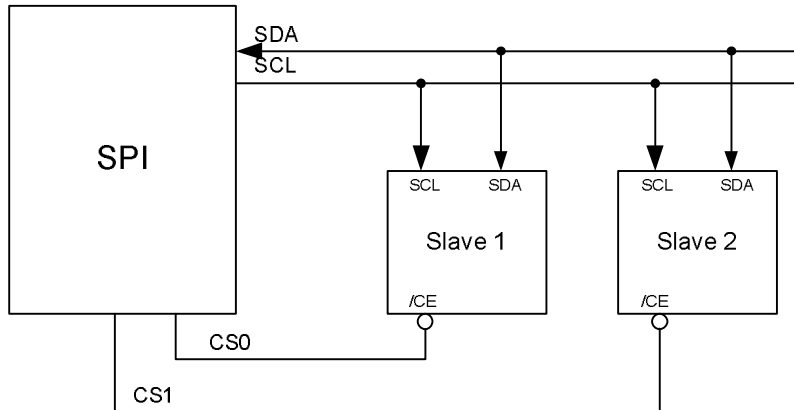 SDA
SCL
SPI
SCL SDA
SCL SDA
Slave 1
Slave 2
/CE
/CE
CS0
CS1